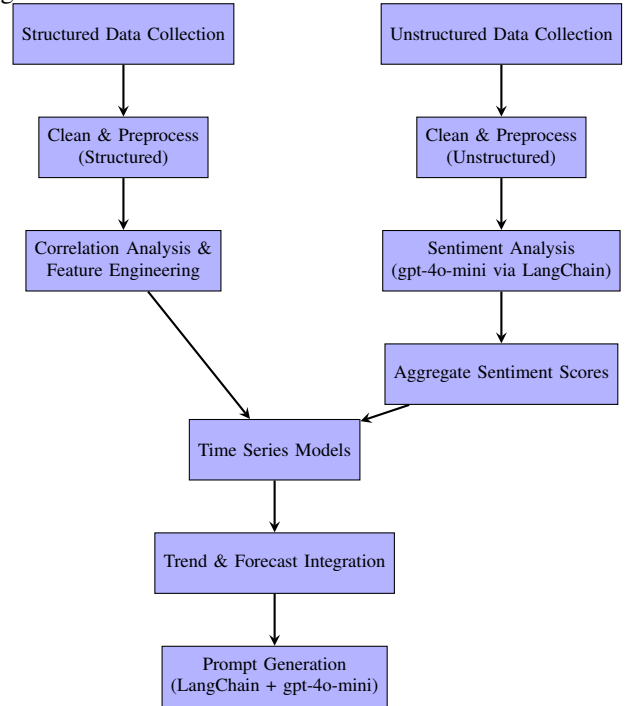 Structured Data Collection
Unstructured Data Collection
Clean & Preprocess
(Structured)
Clean & Preprocess
(Unstructured)
Correlation Analysis &
Feature Engineering
Sentiment Analysis
(gpt-4o-mini via LangChain)
Aggregate Sentiment Scores
Time Series Models
Trend & Forecast Integration
Prompt Generation
(LangChain + gpt-4o-mini)